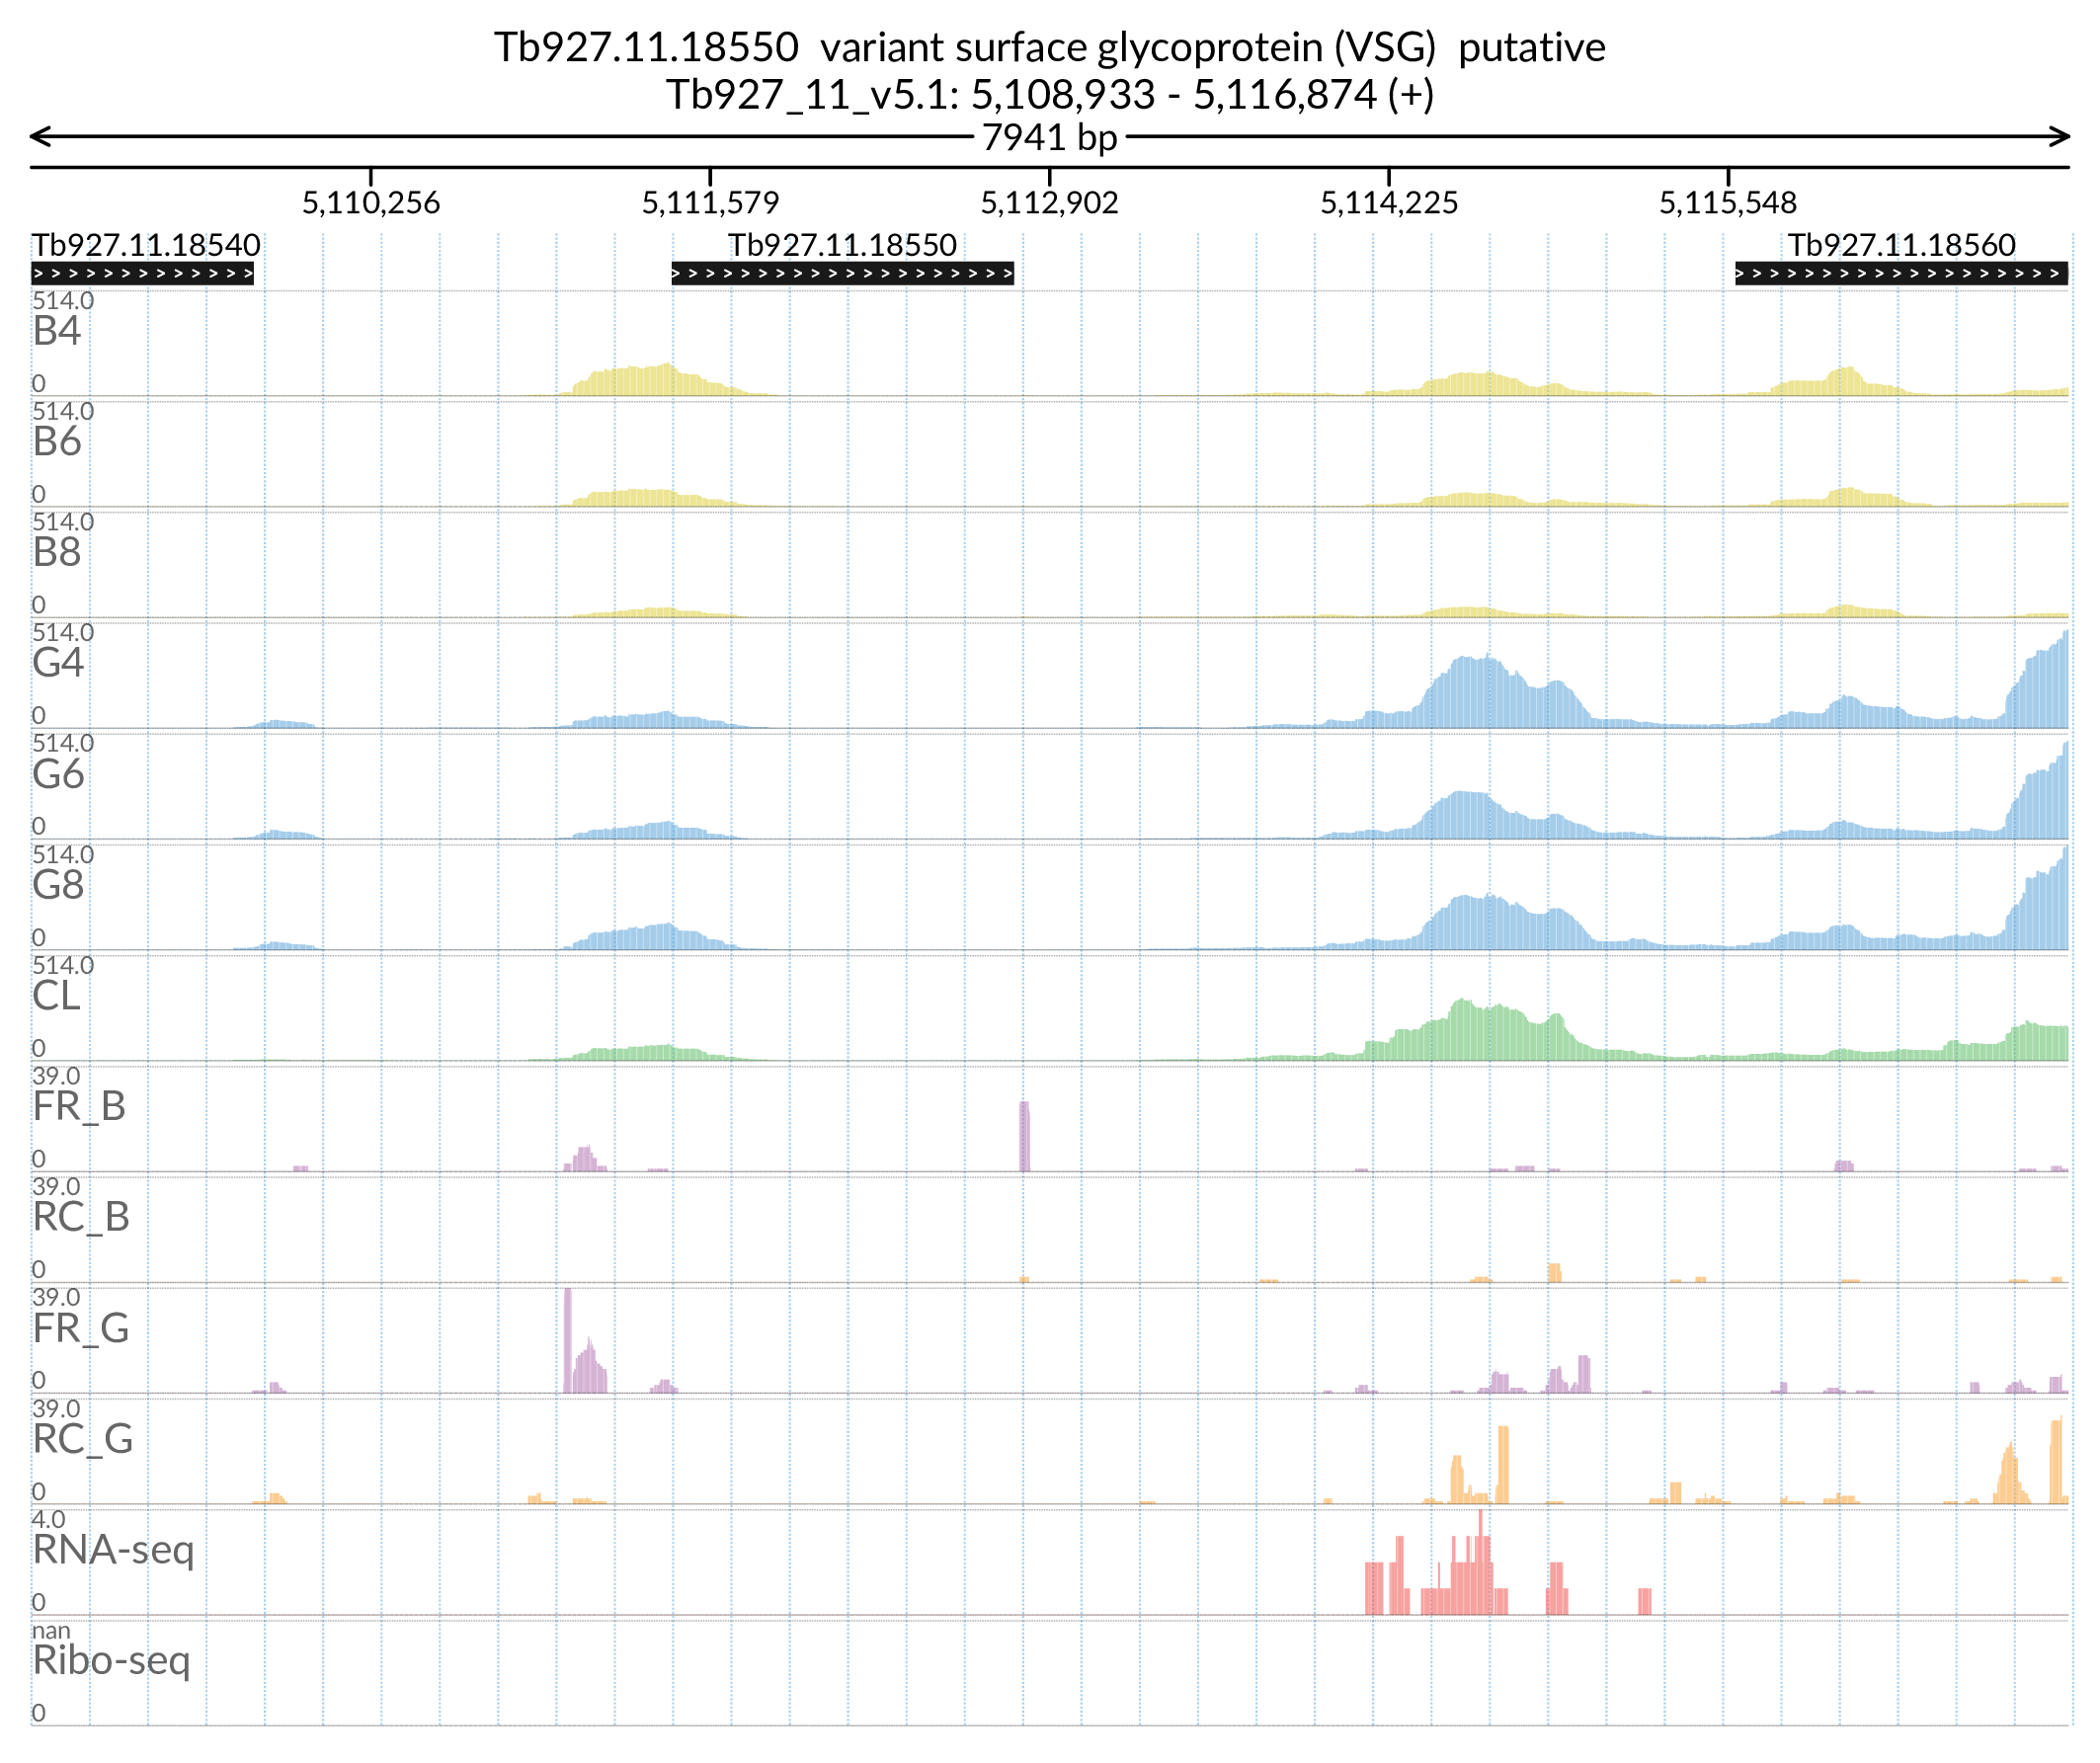 Tb927.11.18550 variant surface glycoprotein (VSG) putative
Tb927_11_v5.1: 5,108,933 - 5,116,874 (+)
7941 bp
5,110,256 5,111,579 5,112,902 5,114,225 5,115,548
Tb927.11.18540 Tb927.11.18550 Tb927.11.18560
514.0
B4
0
514.0
B6
0
514.0
B8
0
514.0
G4
0
514.0
G6
0
514.0
G8
0
514.0
CL
0
39.0
FR_B
0
39.0
RC_B
0
39.0
FR_G
0
39.0
RC_G
0
4.0
RNA-seq
0
nan
Ribo-seq
0